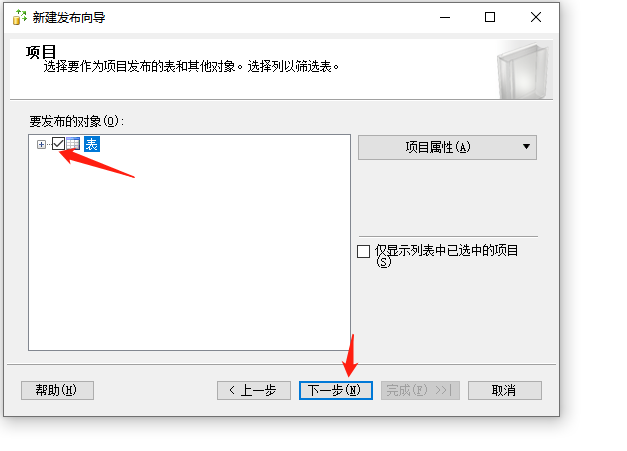 新建发布向导
项目
选择要作为项目发布的表和其他对象。选择列以筛选表。
要发布的对象(O):
表
项目属性(A)
仅显示列表中已选中的项目
(S)
帮助(H)
< 上一步
下一步(N)
完成(F) >>|
取消